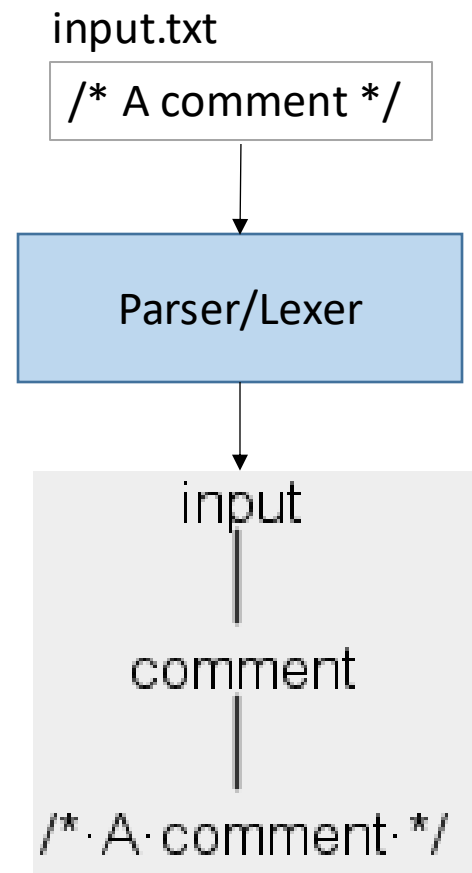 input.txt
/* A comment */
Parser/Lexer
input
comment
/*·A·comment·*/